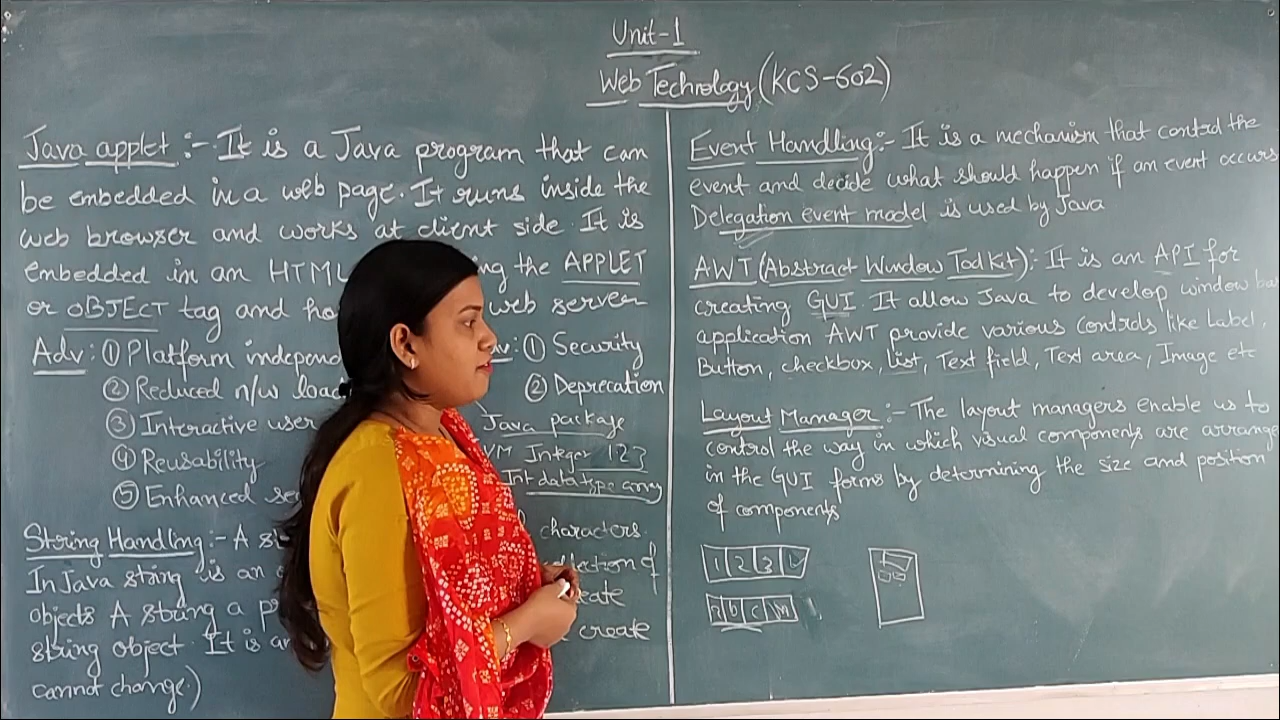 Unit-1
Web Technology (KCS-602)
Java applet :- It is a Java program that can
be embedded in a web page. It runs inside the
web browser and works at client side. It is
embedded in an HTML the APPLET
or OBJECT tag and web server
Adv: ① Platform
② Reduced n/w
③ Interactive user
④ Reusability
⑤ Enhanced
① Security
② Deprecation
Java package
Integer 123
Int data type array
String Handling:- A characters.
In Java string is an of
objects A string a
string object It is create
cannot change.)
Event Handling:- It is a mechanism that control the
event and decide what should happen if an event occurs
Delegation event model is used by Java
AWT (Abstract Window Tool Kit): It is an API for
creating GUI. It allow Java to develop window
application AWT provide various controls like Label,
Button, checkbox, list, Text field, Text area, Image etc
Layout Manager:- The layout managers enable us to
control the way in which visual components are
in the GUI forms by determining the size and position
of components
1 2 3
b c